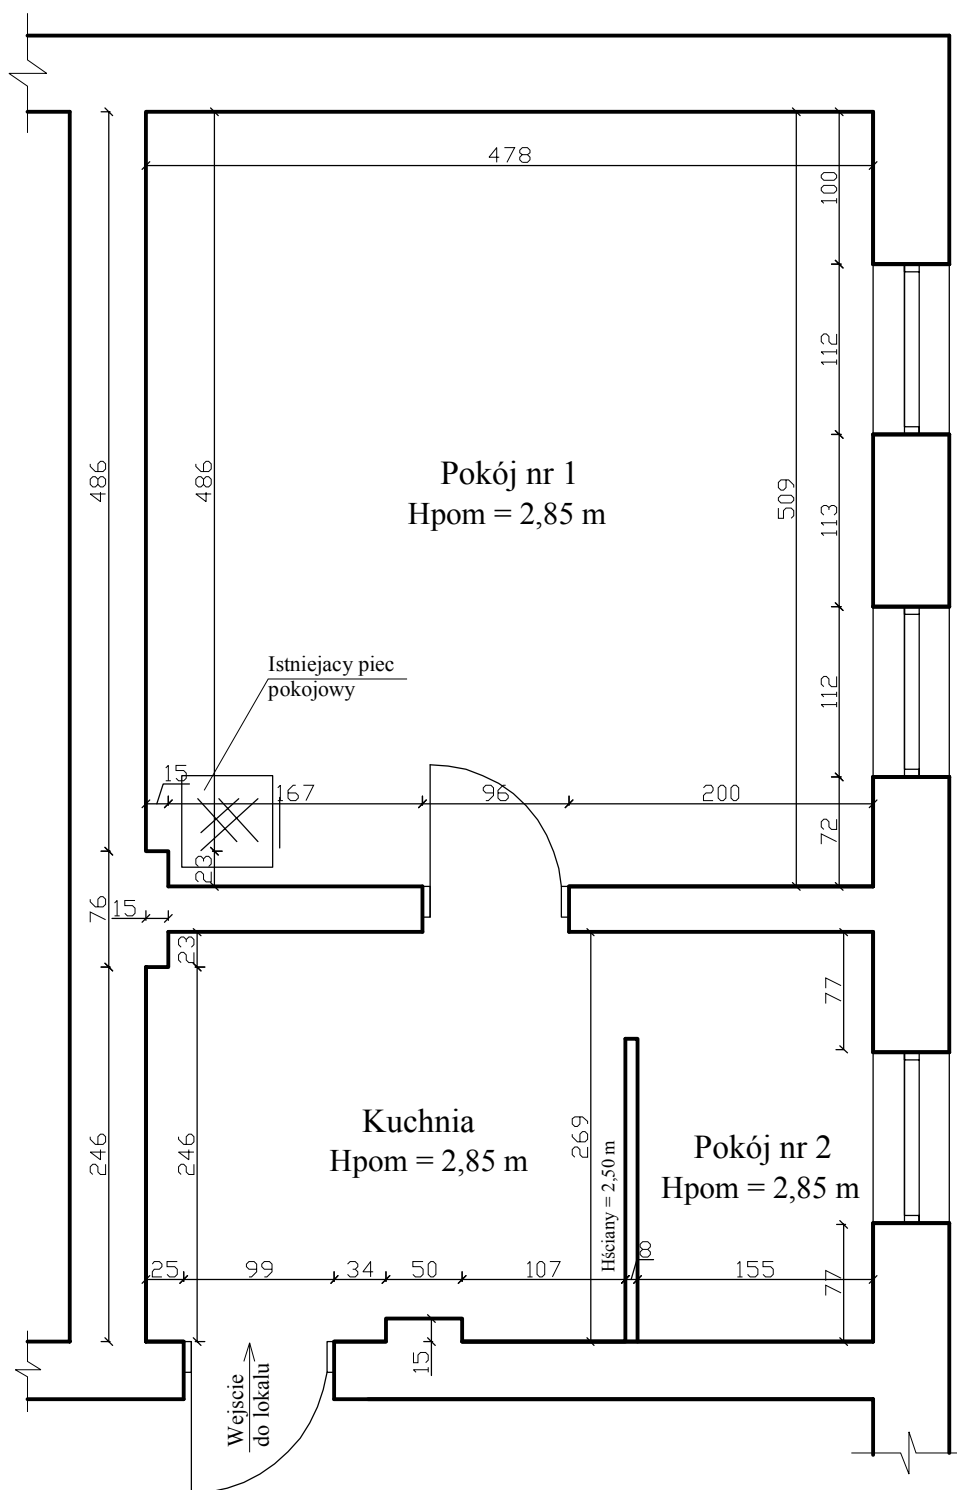 478
100
112
486
486
Pokój nr 1
Hpom = 2,85 m
509
113
Istniejacy piec
pokojowy
112
15
167
96
200
72
23
76
15
23
77
Kuchnia
Hpom = 2,85 m
246
246
269
Hściany = 2,50 m
Pokój nr 2
Hpom = 2,85 m
8
25
99
34
50
107
155
77
15
Wejscie
do lokalu